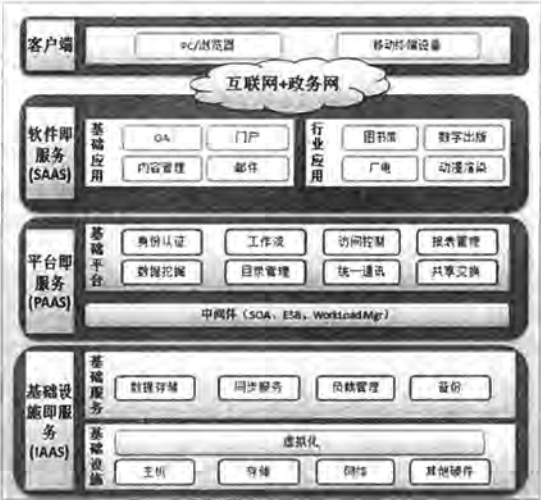 客户端
PC/浏览器
移动终端设备
互联网+政务网
软件即服务
(SAAS)
基础应用
OA
门户
内容管理
邮件
行业应用
图书馆
数字出版
广电
动漫渲染
平台即服务
(PAAS)
基础平台
身份认证
工作流
访问控制
报表管理
数据挖掘
目录管理
统一通讯
共享交换
中间件（SOA、ESB，WorkLoad Mgr）
基础设施即服务
(IAAS)
基础服务
数据存储
同步服务
负载管理
备份
基础设施
虚拟化
主机
存储
网络
其他硬件